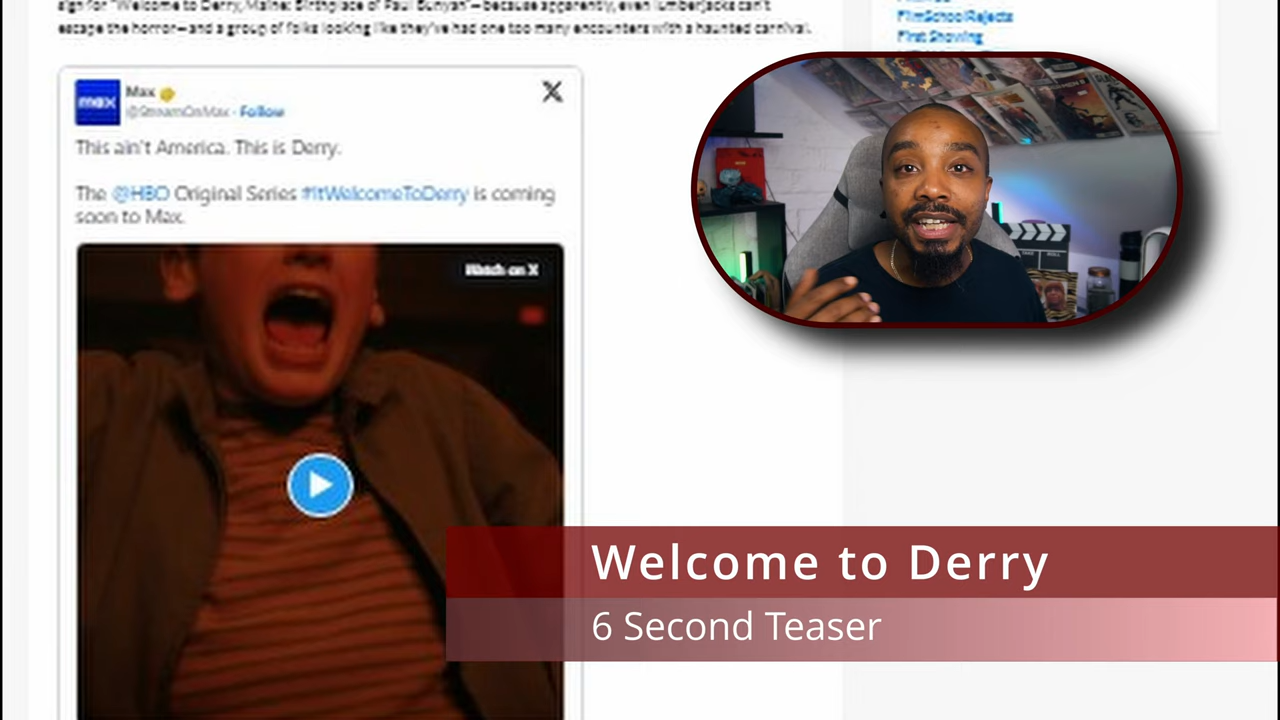 sign for "Welcome to Derry, Maine: Birthplace of Paul Bunyan"—because apparently, even lumberjacks can't
escape the horror—and a group of folks looking like they've had one too many encounters with a haunted carnival.
FilmSchoolRejects
First Showing
max
Max
@StreamOnMax · Follow
X
This ain't America. This is Derry.
The @HBO Original Series #ItWelcomeToDerry is coming
soon to Max.
Watch on X
Welcome to Derry
6 Second Teaser